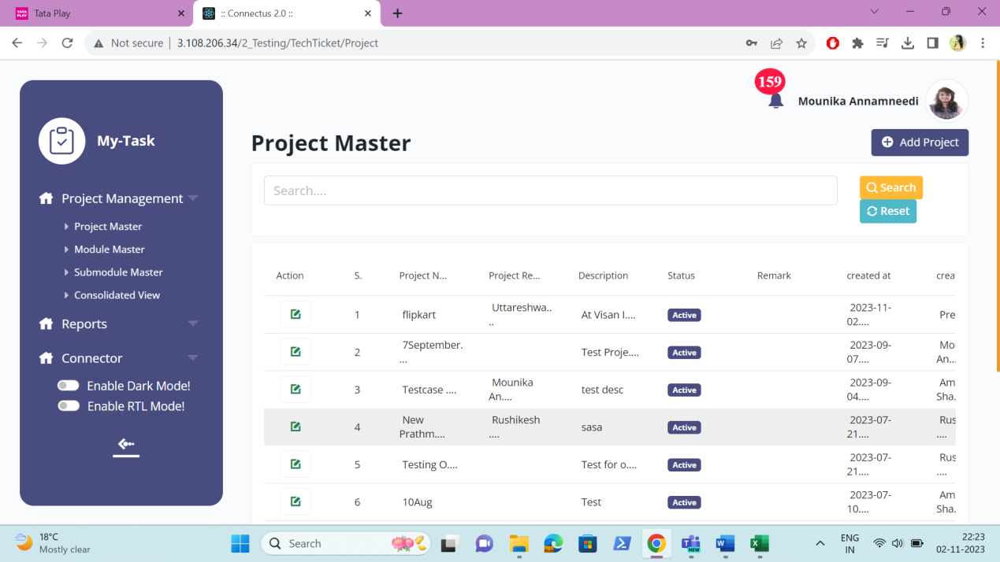 TATA PLAY
Tata Play
:: Connectus 2.0 ::
Not secure
3.108.206.34/2_Testing/TechTicket/Project
159
Mounika Annamneedi
My-Task
Project Management
Project Master
Module Master
Submodule Master
Consolidated View
Reports
Connector
Enable Dark Mode!
Enable RTL Mode!
Project Master
Add Project
Search....
Search
Reset
Action S. Project N... Project Re... Description Status Remark created at crea
1 flipkart Uttareshwa.. .. At Visan I.... Active 2023-11-02.... Pre
2 7September. ... Test Proje.... Active 2023-09-07.... Mo An...
3 Testcase .... Mounika An.... test desc Active 2023-09-04.... Am Sha.
4 New Prathm.... Rushikesh .... sasa Active 2023-07-21.... Rus ....
5 Testing O.... Test for o.... Active 2023-07-21.... Rus ....
6 10Aug Test Active 2023-07-10.... Am Sha.
18°C
Mostly clear
Search
NEW
ENG
IN
22:23
02-11-2023